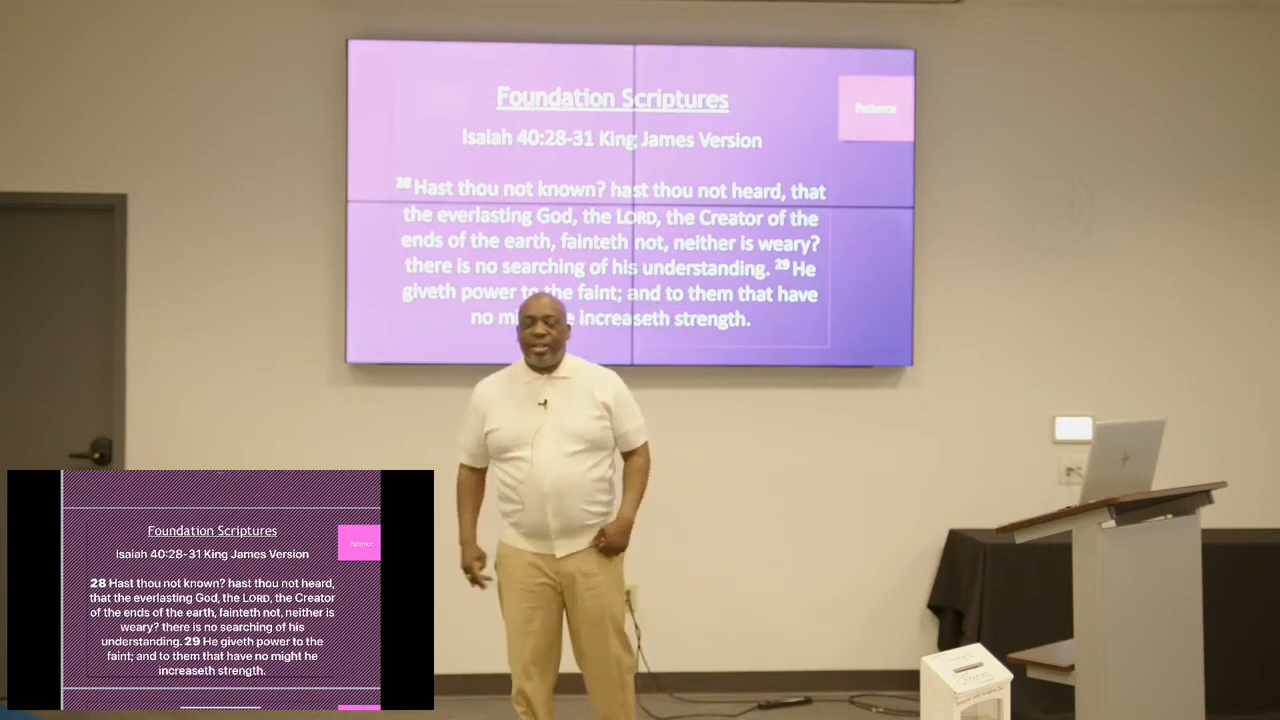 Foundation Scriptures
Patience
Isaiah 40:28-31 King James Version
28 Hast thou not known? hast thou not heard, that
the everlasting God, the LORD, the Creator of the
ends of the earth, fainteth not, neither is weary?
there is no searching of his understanding. 29 He
giveth power to the faint; and to them that have
no might he increaseth strength.
Foundation Scriptures
Patience
Isaiah 40:28-31 King James Version
28 Hast thou not known? hast thou not heard,
that the everlasting God, the LORD, the Creator
of the ends of the earth, fainteth not, neither is
weary? there is no searching of his
understanding. 29 He giveth power to the
faint; and to them that have no might he
increaseth strength.